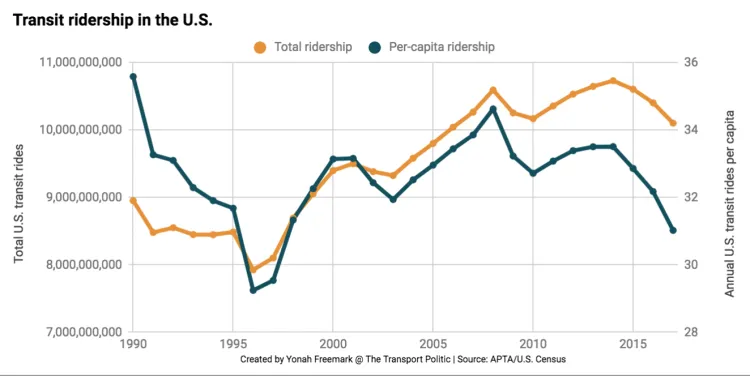 Transit ridership in the U.S.
Total ridership Per-capita ridership
11,000,000,000
10,000,000,000
9,000,000,000
8,000,000,000
7,000,000,000
Total U.S. transit rides
36
34
32
30
28
Annual U.S. transit rides per capita
1990 1995 2000 2005 2010 2015
Created by Yonah Freemark @ The Transport Politic | Source: APTA/U.S. Census